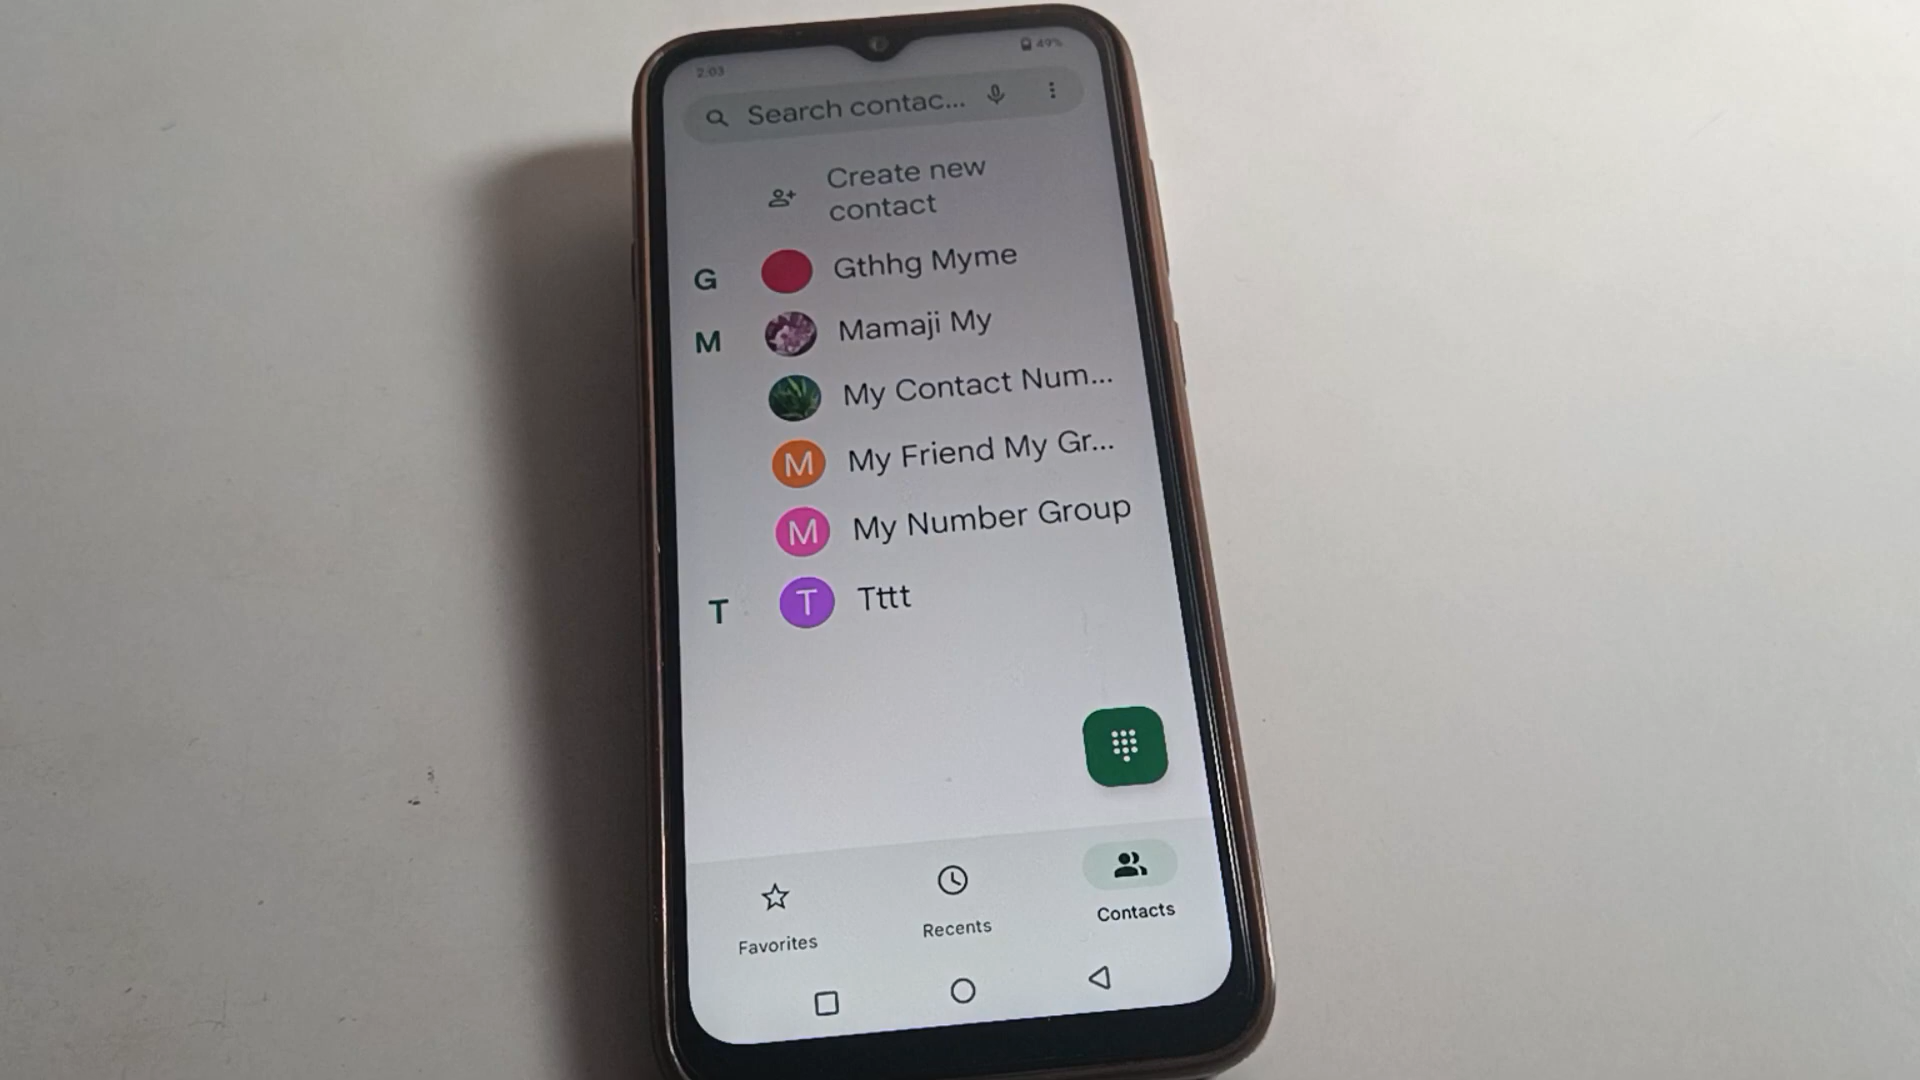 2:03
49%
Search contac...
Create new
contact
G
Gthhg Myme
M
Mamaji My
My Contact Num...
M
My Friend My Gr...
M
My Number Group
T
T
Tttt
Favorites
Recents
Contacts